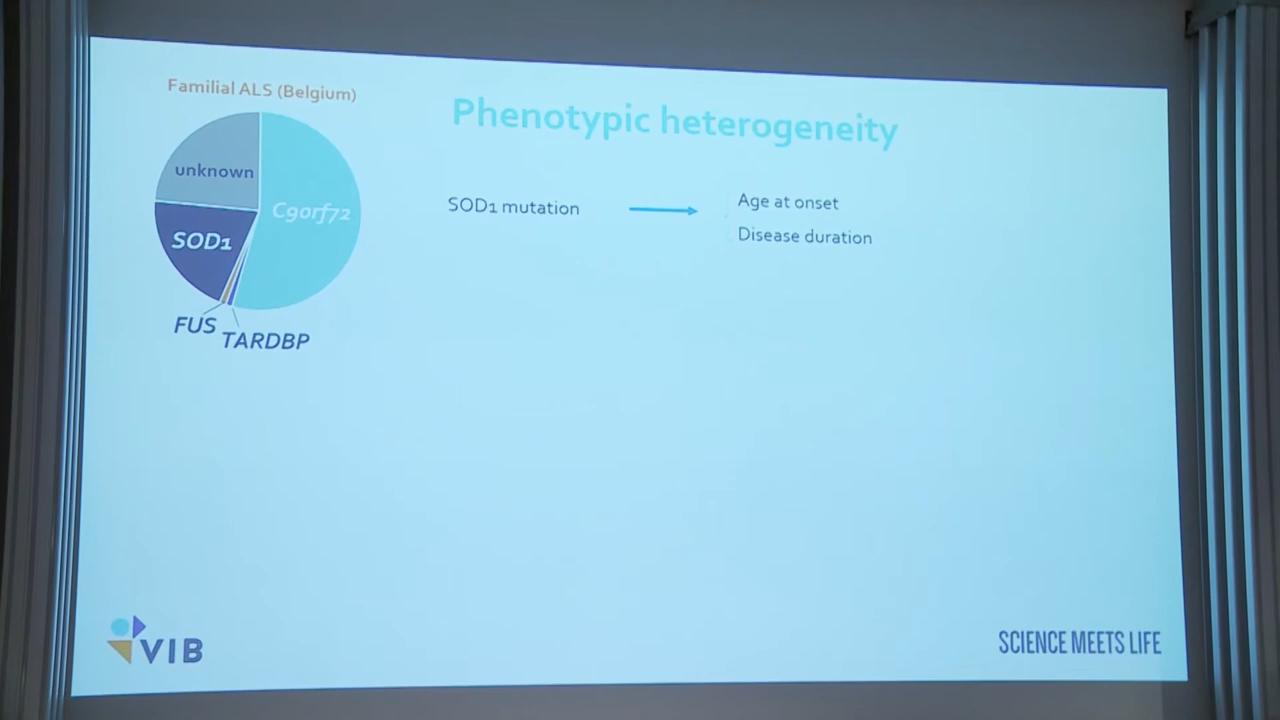 Familial ALS (Belgium)
Phenotypic heterogeneity
unknown
C9orf72
SOD1
FUS
TARDBP
SOD1 mutation
Age at onset
Disease duration
VIB
SCIENCE MEETS LIFE